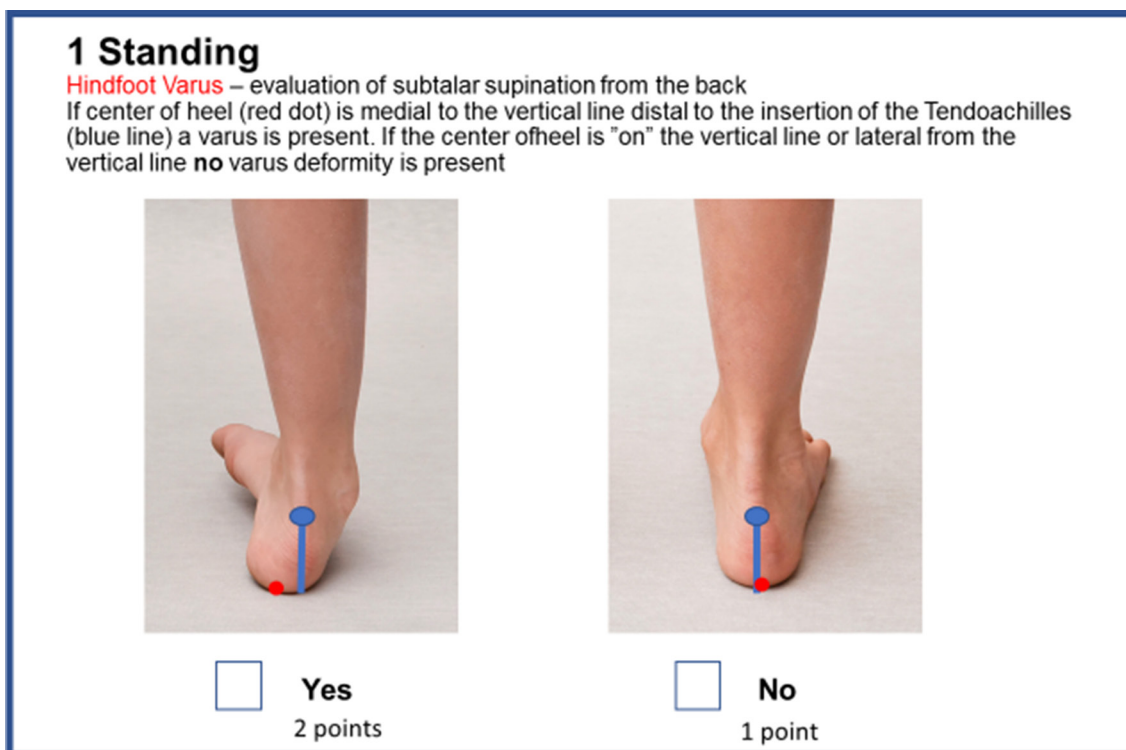 1 Standing
Hindfoot Varus – evaluation of subtalar supination from the back
If center of heel (red dot) is medial to the vertical line distal to the insertion of the Tendoachilles
(blue line) a varus is present. If the center ofheel is ”on” the vertical line or lateral from the
vertical line no varus deformity is present
Yes
2 points
No
1 point